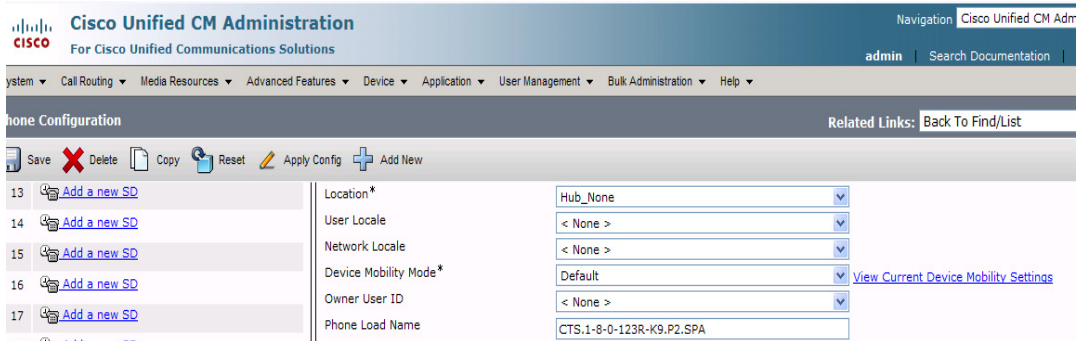 CISCO
Cisco Unified CM Administration
For Cisco Unified Communications Solutions
Navigation Cisco Unified CM Adm
admin | Search Documentation |
ystem Call Routing Media Resources Advanced Features Device Application User Management Bulk Administration Help
hone Configuration
Related Links: Back To Find/List
Save Delete Copy Reset Apply Config Add New
13 Add a new SD
14 Add a new SD
15 Add a new SD
16 Add a new SD
17 Add a new SD
Location* Hub_None
User Locale < None >
Network Locale < None >
Device Mobility Mode* Default View Current Device Mobility Settings
Owner User ID < None >
Phone Load Name CTS.1-8-0-123R-K9.P2.SPA